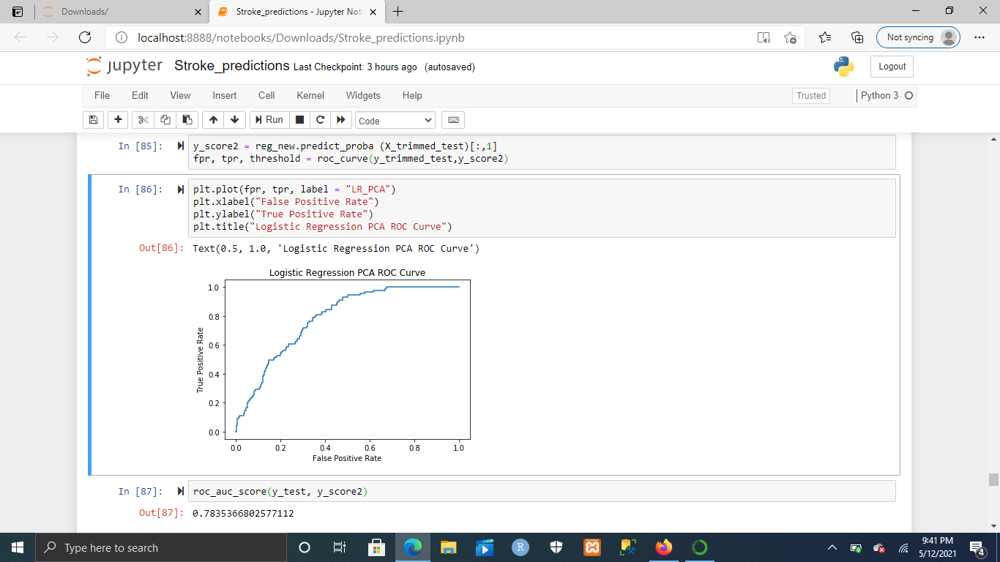 Downloads/
Stroke_predictions - Jupyter Not
localhost:8888/notebooks/Downloads/Stroke_predictions.ipynb
Not syncing
jupyter Stroke_predictions Last Checkpoint: 3 hours ago (autosaved)
Logout
File Edit View Insert Cell Kernel Widgets Help
Trusted
Python 3
Run
Code
In [85]:
y_score2 = reg_new.predict_proba (X_trimmed_test)[:,1]
fpr, tpr, threshold = roc_curve(y_trimmed_test,y_score2)
In [86]:
plt.plot(fpr, tpr, label = "LR_PCA")
plt.xlabel("False Positive Rate")
plt.ylabel("True Positive Rate")
plt.title("Logistic Regression PCA ROC Curve")
Out[86]: Text(0.5, 1.0, 'Logistic Regression PCA ROC Curve')
Logistic Regression PCA ROC Curve
1.0
0.8
0.6
0.4
0.2
0.0
True Positive Rate
0.0 0.2 0.4 0.6 0.8 1.0
False Positive Rate
In [87]: roc_auc_score(y_test, y_score2)
Out[87]: 0.7835366802577112
Type here to search
R
9:41 PM
5/12/2021
4